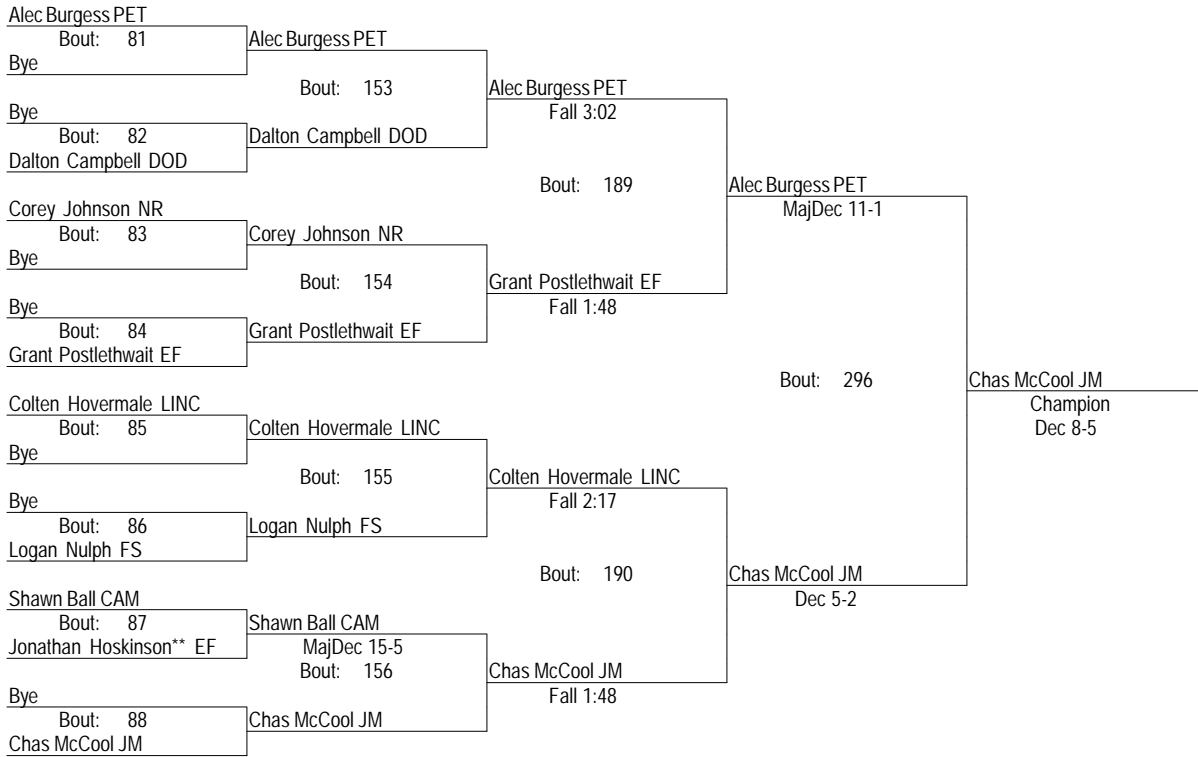 Alec Burgess PET
Bout: 81
Alec Burgess PET
Bye
Bout: 153
Alec Burgess PET
Fall 3:02
Bye
Bout: 82
Dalton Campbell DOD
Dalton Campbell DOD
Bout: 189
Alec Burgess PET
MajDec 11-1
Corey Johnson NR
Bout: 83
Corey Johnson NR
Bye
Bout: 154
Grant Postlethwait EF
Fall 1:48
Bye
Bout: 84
Grant Postlethwait EF
Grant Postlethwait EF
Bout: 296
Chas McCool JM
Champion
Dec 8-5
Colten Hovermale LINC
Bout: 85
Colten Hovermale LINC
Bye
Bout: 155
Colten Hovermale LINC
Fall 2:17
Bye
Bout: 86
Logan Nulph FS
Logan Nulph FS
Bout: 190
Chas McCool JM
Dec 5-2
Shawn Ball CAM
Bout: 87
Shawn Ball CAM
Jonathan Hoskinson** EF
MajDec 15-5
Bout: 156
Chas McCool JM
Fall 1:48
Bye
Bout: 88
Chas McCool JM
Chas McCool JM